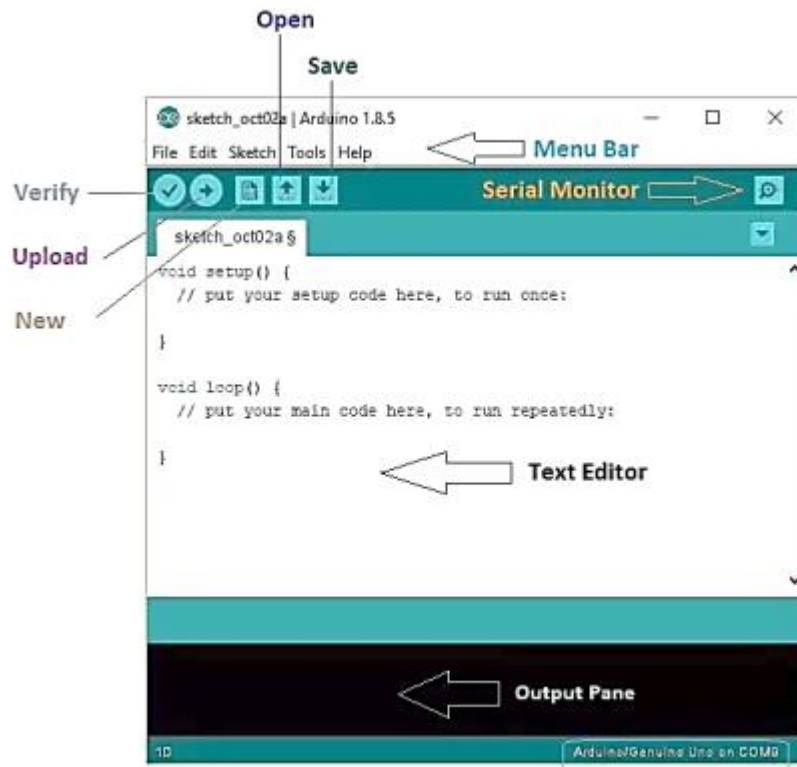 Open
Save
sketch_oct02a | Arduino 1.8.5
File Edit Sketch Tools Help
Menu Bar
Verify
Serial Monitor
Upload
sketch_oct02a §
New
void setup() {
// put your setup code here, to run once:
}
void loop() {
// put your main code here, to run repeatedly:
}
Text Editor
Output Pane
10
Arduino/Genuino Uno on COM9